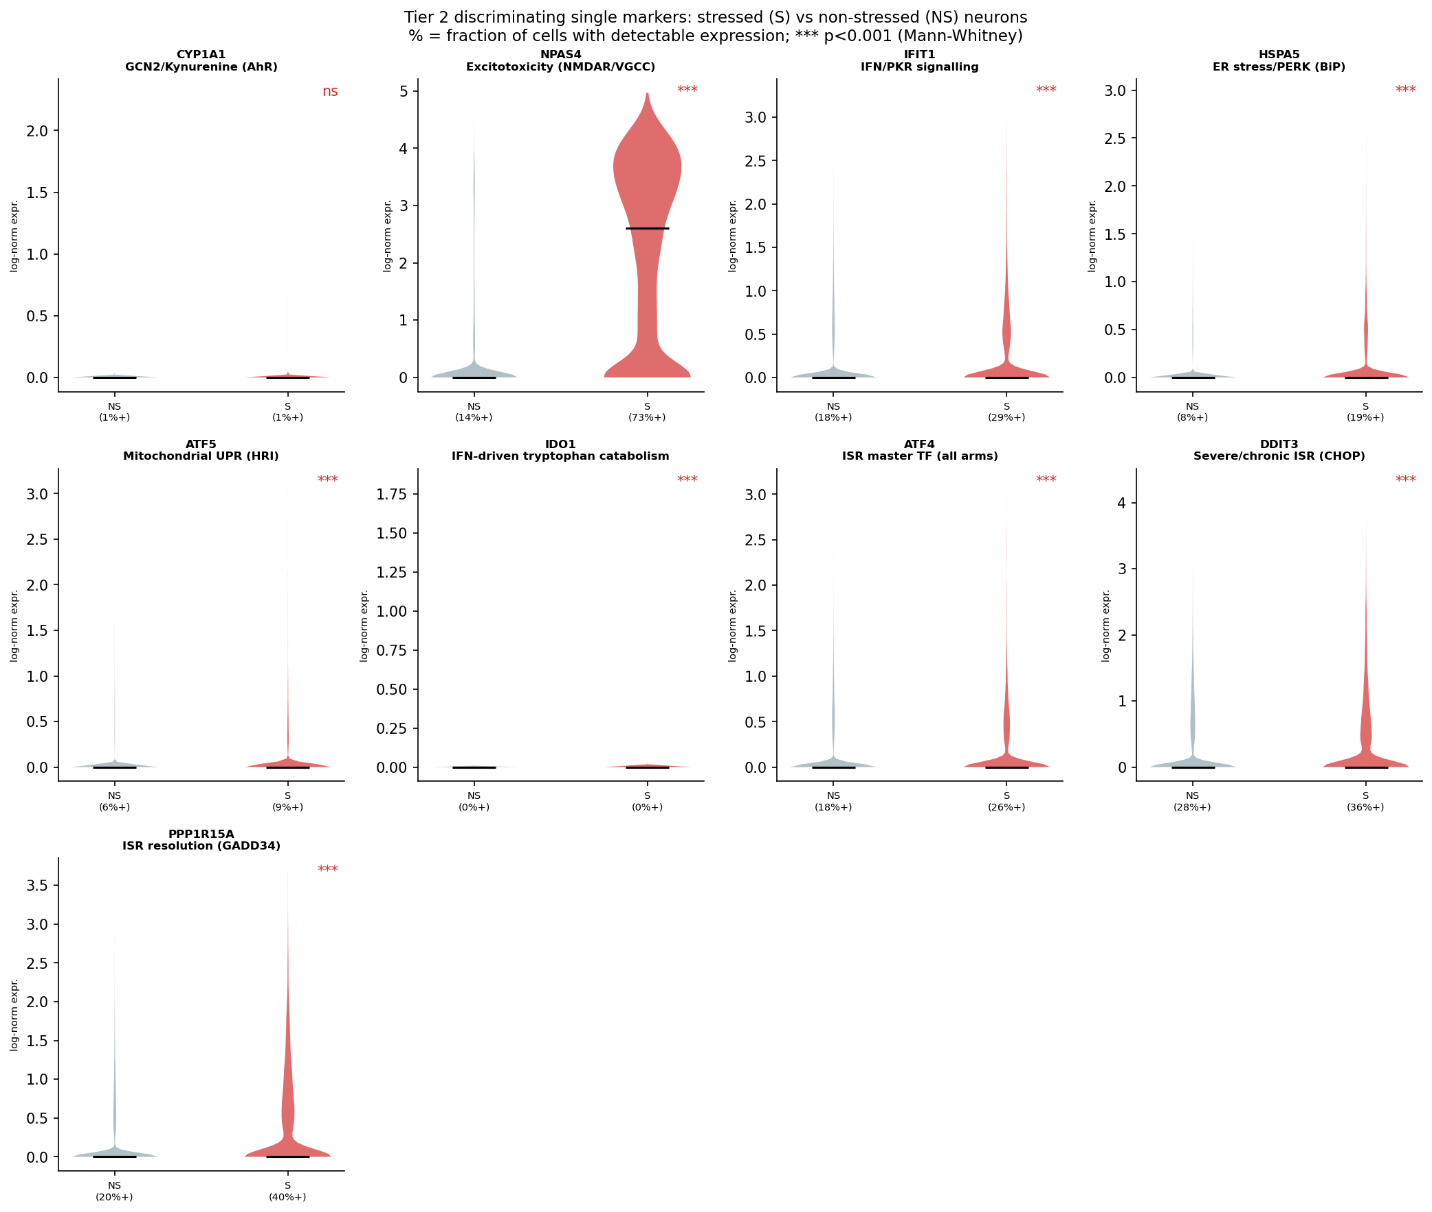 Tier 2 discriminating single markers: stressed (S) vs non-stressed (NS) neurons
% = fraction of cells with detectable expression; *** p<0.001 (Mann-Whitney)
CYP1A1
GCN2/Kynurenine (AhR)
ns
2.0
1.5
1.0
0.5
0.0
log-norm expr.
NS
(1%+)
S
(1%+)
NPAS4
Excitotoxicity (NMDAR/VGCC)
***
5
4
3
2
1
0
log-norm expr.
NS
(14%+)
S
(73%+)
IFIT1
IFN/PKR signalling
***
3.0
2.5
2.0
1.5
1.0
0.5
0.0
log-norm expr.
NS
(18%+)
S
(29%+)
HSPA5
ER stress/PERK (BiP)
***
3.0
2.5
2.0
1.5
1.0
0.5
0.0
log-norm expr.
NS
(8%+)
S
(19%+)
ATF5
Mitochondrial UPR (HRI)
***
3.0
2.5
2.0
1.5
1.0
0.5
0.0
log-norm expr.
NS
(6%+)
S
(9%+)
IDO1
IFN-driven tryptophan catabolism
***
1.75
1.50
1.25
1.00
0.75
0.50
0.25
0.00
log-norm expr.
NS
(0%+)
S
(0%+)
ATF4
ISR master TF (all arms)
***
3.0
2.5
2.0
1.5
1.0
0.5
0.0
log-norm expr.
NS
(18%+)
S
(26%+)
DDIT3
Severe/chronic ISR (CHOP)
***
4
3
2
1
0
log-norm expr.
NS
(28%+)
S
(36%+)
PPP1R15A
ISR resolution (GADD34)
***
3.5
3.0
2.5
2.0
1.5
1.0
0.5
0.0
log-norm expr.
NS
(20%+)
S
(40%+)